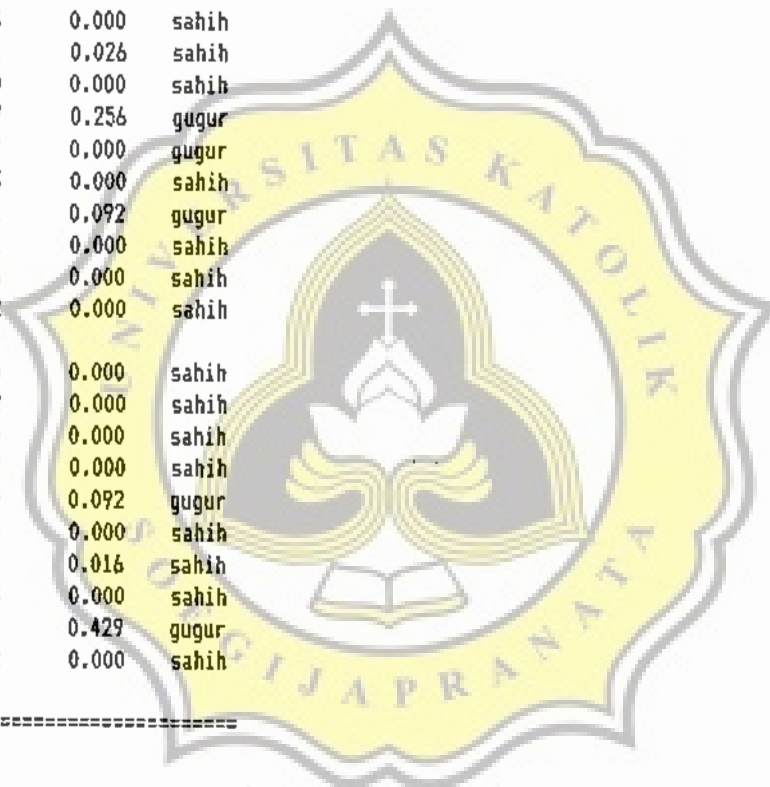 0.000 sahih
0.026 sahih
0.000 sahih
0.256 gugur
0.000 gugur
0.000 sahih
0.092 gugur
0.000 sahih
0.000 sahih
0.000 sahih
0.000 sahih
0.000 sahih
0.000 sahih
0.000 sahih
0.092 gugur
0.000 sahih
0.016 sahih
0.000 sahih
0.429 gugur
0.000 sahih
=====================
UNIVERSITAS KATOLIK
SOEGIJAPRANATA